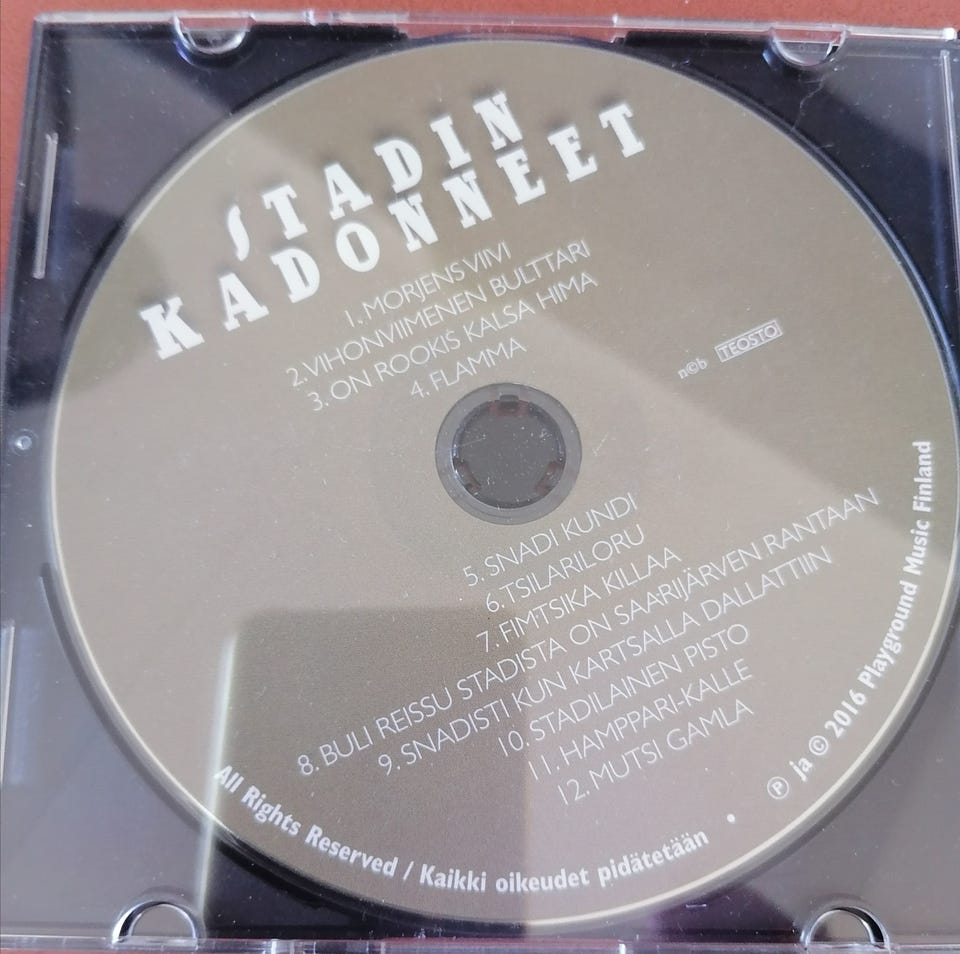 STADIN
KADONNEET
1. MORJENS VIIVI
2. VIHONVIIMENEN BULTTARI
3. ON ROOKIS KALSA HIMA
4. FLAMMA
n©b TEOSTO
5. SNADI KUNDI
6. TSILARILORU
7. FIMTSIKA KILLAA
8. BULI REISSU STADISTA ON SAARIJÄRVEN RANTAAN
9. SNADISTI KUN KARTSALLA DALLATTIIN
10. STADILAINEN PISTO
11. HAMPPARI-KALLE
12. MUTSI GAMLA
All Rights Reserved / Kaikki oikeudet pidätetään • ℗ ja © 2016 Playground Music Finland